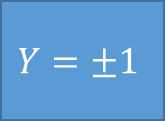 Y = ±1